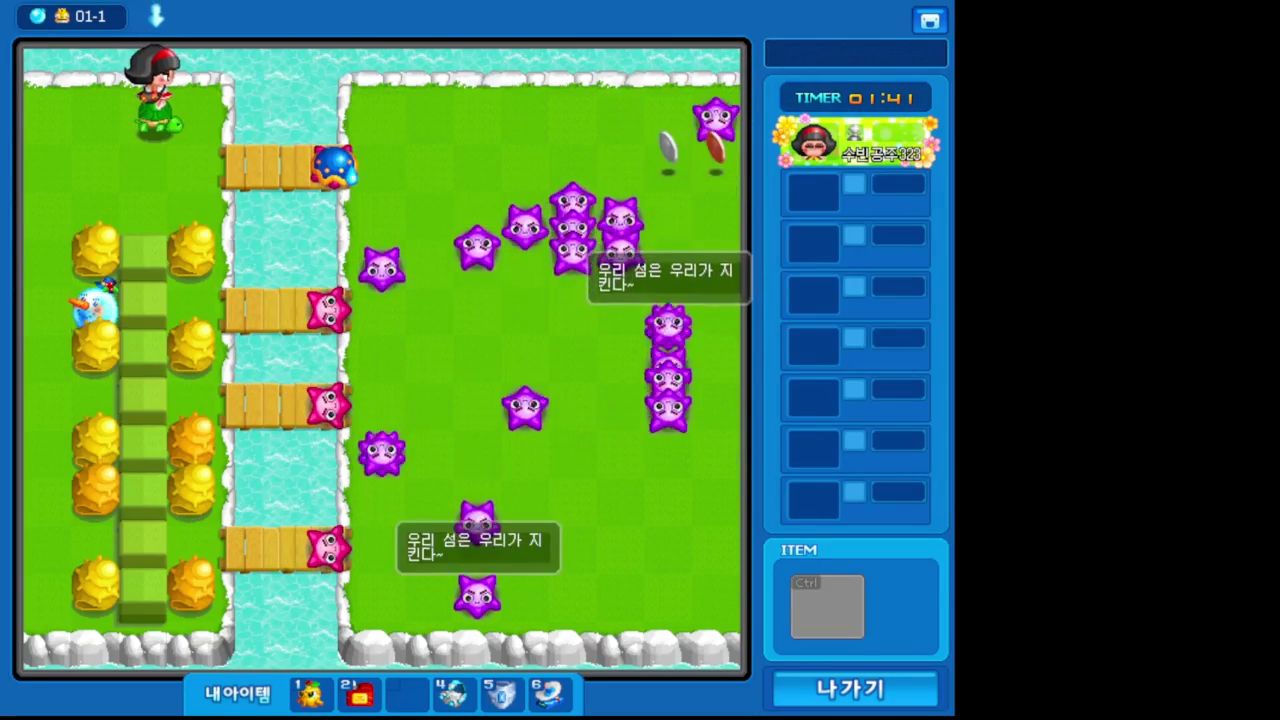 01-1
TIMER 01:41
수빈공주323
우리 섬은 우리가 지
킨다~
우리 섬은 우리가 지
킨다~
ITEM
Ctrl
내아이템
1
2
4
5
6
나가기